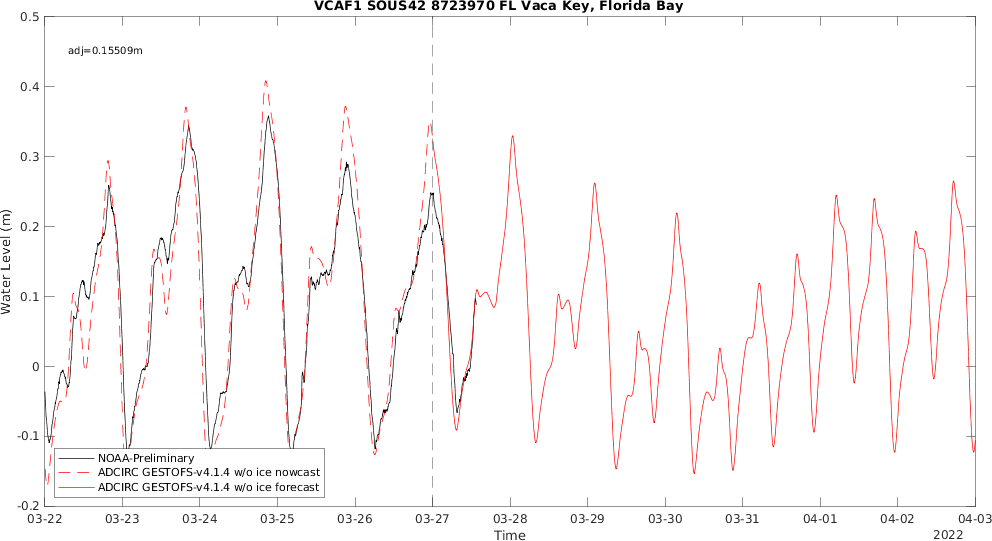 VCAF1 SOUS42 8723970 FL Vaca Key, Florida Bay
adj=0.15509m
0.5
0.4
0.3
0.2
0.1
0
-0.1
-0.2
Water Level (m)
NOAA-Preliminary
ADCIRC GESTOFS-v4.1.4 w/o ice nowcast
ADCIRC GESTOFS-v4.1.4 w/o ice forecast
03-22 03-23 03-24 03-25 03-26 03-27 03-28 03-29 03-30 03-31 04-01 04-02 04-03
Time
2022